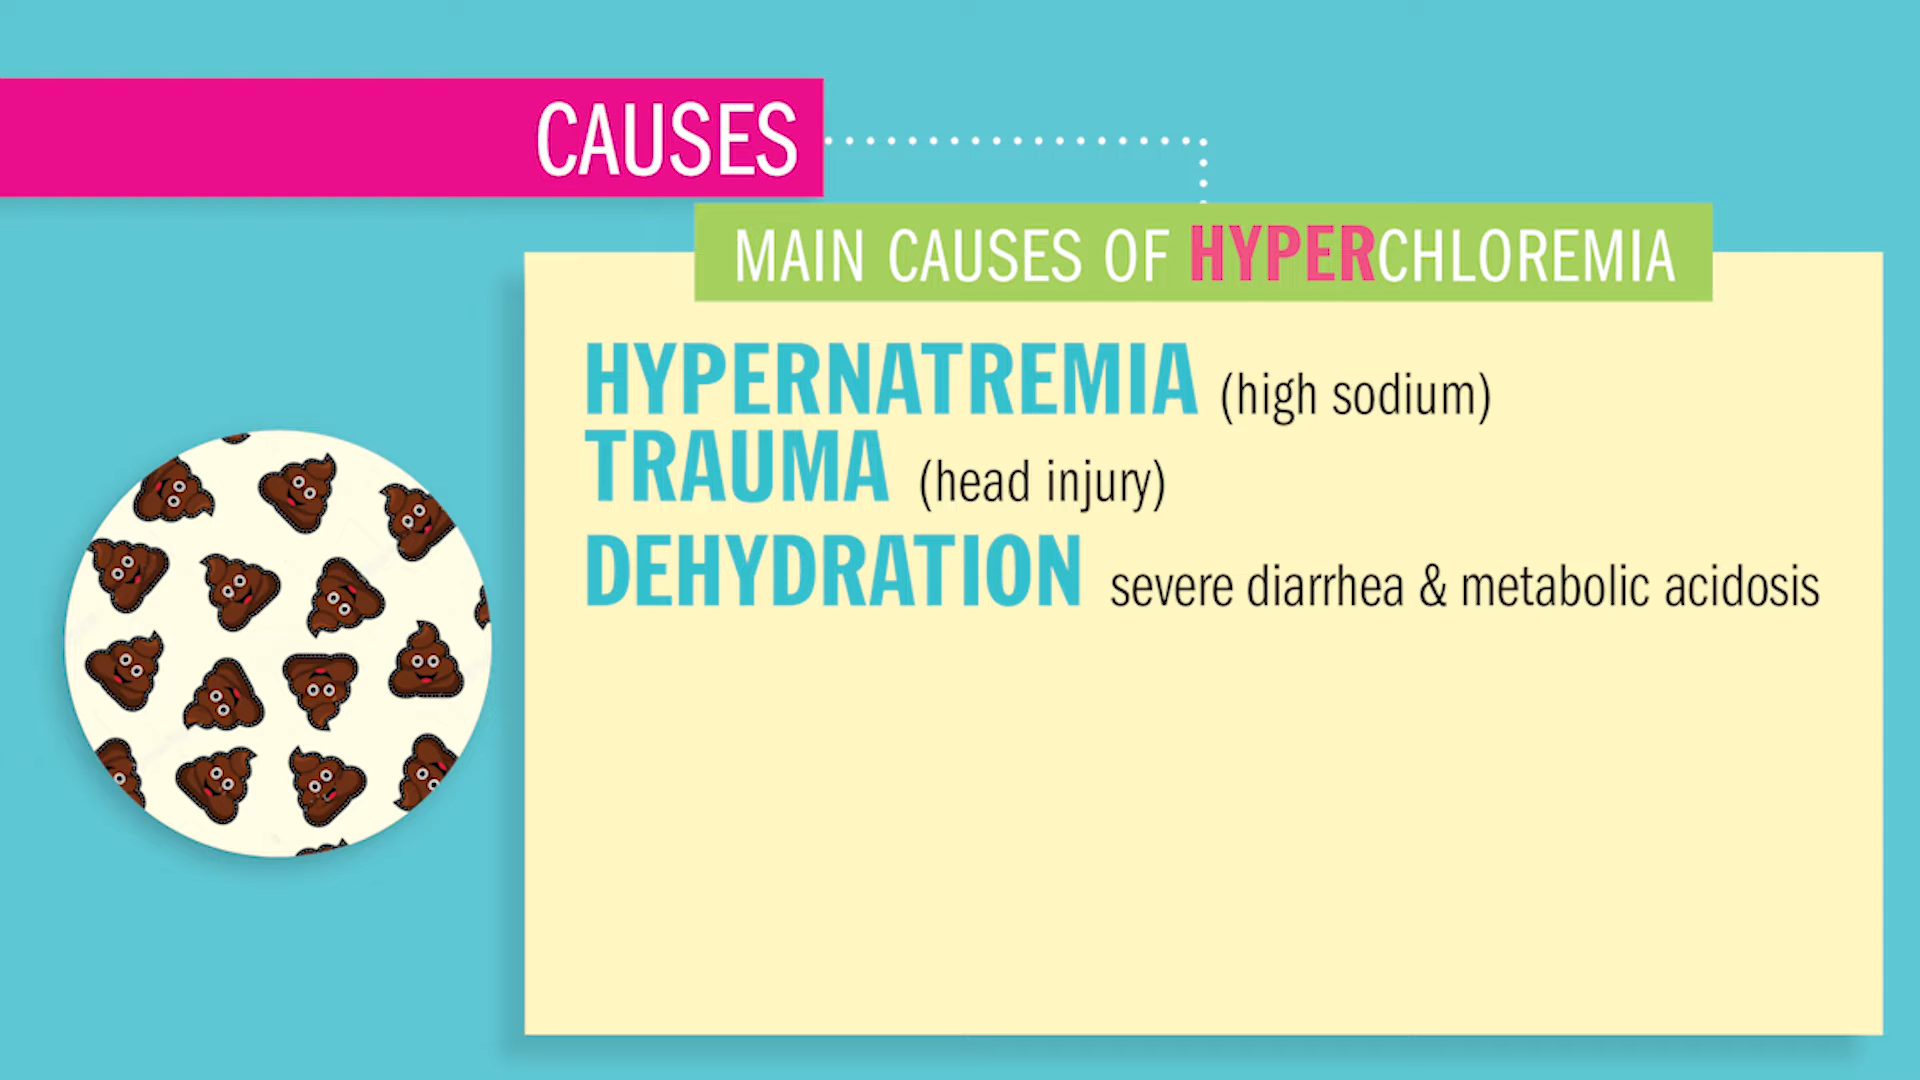 CAUSES
MAIN CAUSES OF HYPERCHLOREMIA
HYPERNATREMIA (high sodium)
TRAUMA (head injury)
DEHYDRATION severe diarrhea & metabolic acidosis